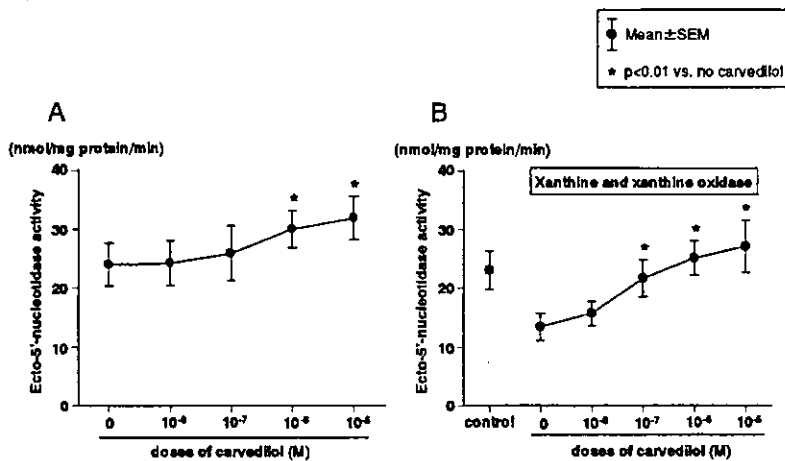 Mean±SEM
* p<0.01 vs. no carvedilol
A
(nmol/mg protein/min)
Ecto-5'-nucleotidase activity
40
30
20
10
0
* *
0 10⁻⁸ 10⁻⁷ 10⁻⁶ 10⁻⁵
doses of carvedilol (M)
B
(nmol/mg protein/min)
Xanthine and xanthine oxidase
Ecto-5'-nucleotidase activity
40
30
20
10
0
* * *
control 0 10⁻⁸ 10⁻⁷ 10⁻⁶ 10⁻⁵
doses of carvedilol (M)